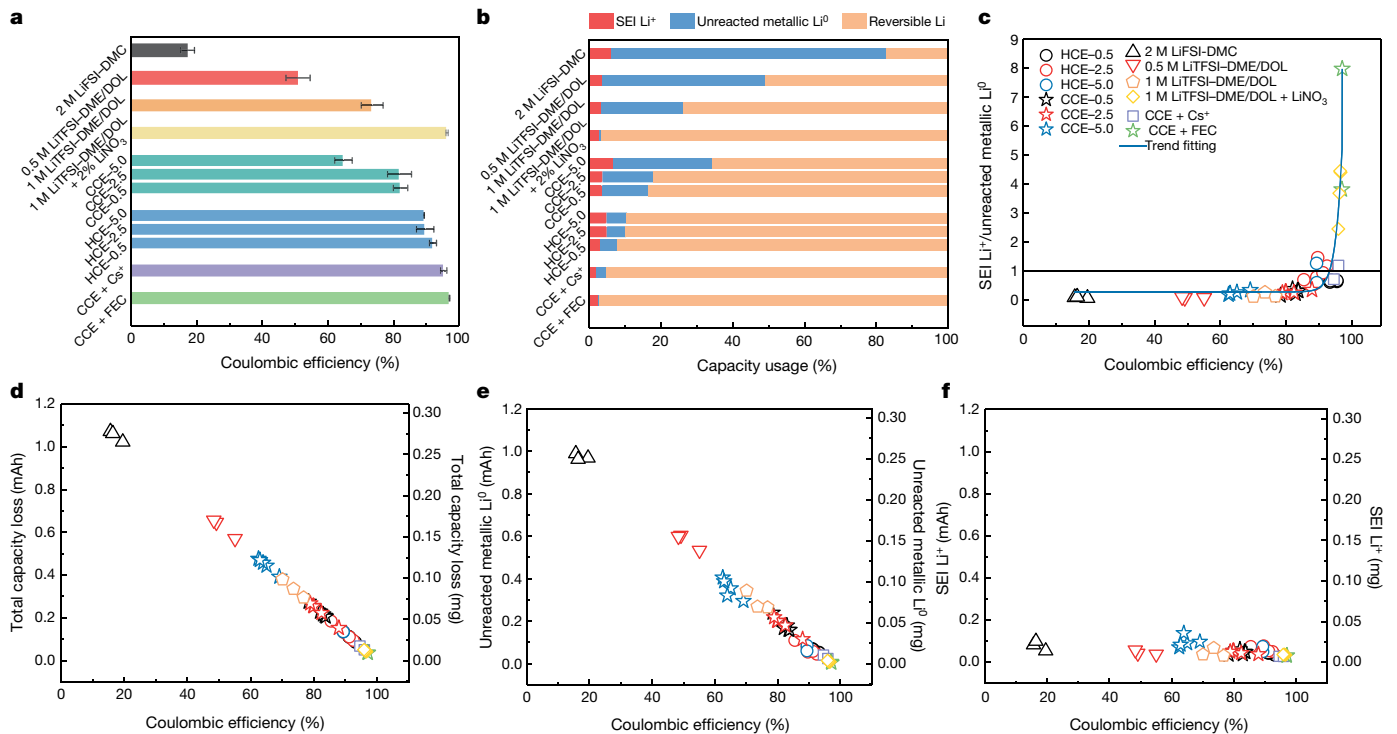 a
2 M LiFSI–DMC
0.5 M LiTFSI–DME/DOL
1 M LiTFSI–DME/DOL
1 M LiTFSI–DME/DOL
+ 2% LiNO3
CCE–5.0
CCE–2.5
CCE–0.5
HCE–5.0
HCE–2.5
HCE–0.5
CCE + Cs⁺
CCE + FEC
0 20 40 60 80 100
Coulombic efficiency (%)
b
SEI Li⁺ Unreacted metallic Li⁰ Reversible Li
2 M LiFSI–DMC
0.5 M LiTFSI–DME/DOL
1 M LiTFSI–DME/DOL
1 M LiTFSI–DME/DOL
+ 2% LiNO3
CCE–5.0
CCE–2.5
CCE–0.5
HCE–5.0
HCE–2.5
HCE–0.5
CCE + Cs⁺
CCE + FEC
0 20 40 60 80 100
Capacity usage (%)
c
SEI Li⁺/unreacted metallic Li⁰
9
8
7
6
5
4
3
2
1
0
HCE–0.5
HCE–2.5
HCE–5.0
CCE–0.5
CCE–2.5
CCE–5.0
2 M LiFSI–DMC
0.5 M LiTFSI–DME/DOL
1 M LiTFSI–DME/DOL
1 M LiTFSI–DME/DOL + LiNO3
CCE + Cs⁺
CCE + FEC
Trend fitting
0 20 40 60 80 100
Coulombic efficiency (%)
d
Total capacity loss (mAh)
1.2
1.0
0.8
0.6
0.4
0.2
0.0
0.30
0.25
0.20
0.15
0.10
0.05
0.00
Total capacity loss (mg)
0 20 40 60 80 100
Coulombic efficiency (%)
e
Unreacted metallic Li⁰ (mAh)
1.2
1.0
0.8
0.6
0.4
0.2
0.0
0.30
0.25
0.20
0.15
0.10
0.05
0.00
Unreacted metallic Li⁰ (mg)
0 20 40 60 80 100
Coulombic efficiency (%)
f
SEI Li⁺ (mAh)
1.2
1.0
0.8
0.6
0.4
0.2
0.0
0.30
0.25
0.20
0.15
0.10
0.05
0.00
SEI Li⁺ (mg)
0 20 40 60 80 100
Coulombic efficiency (%)